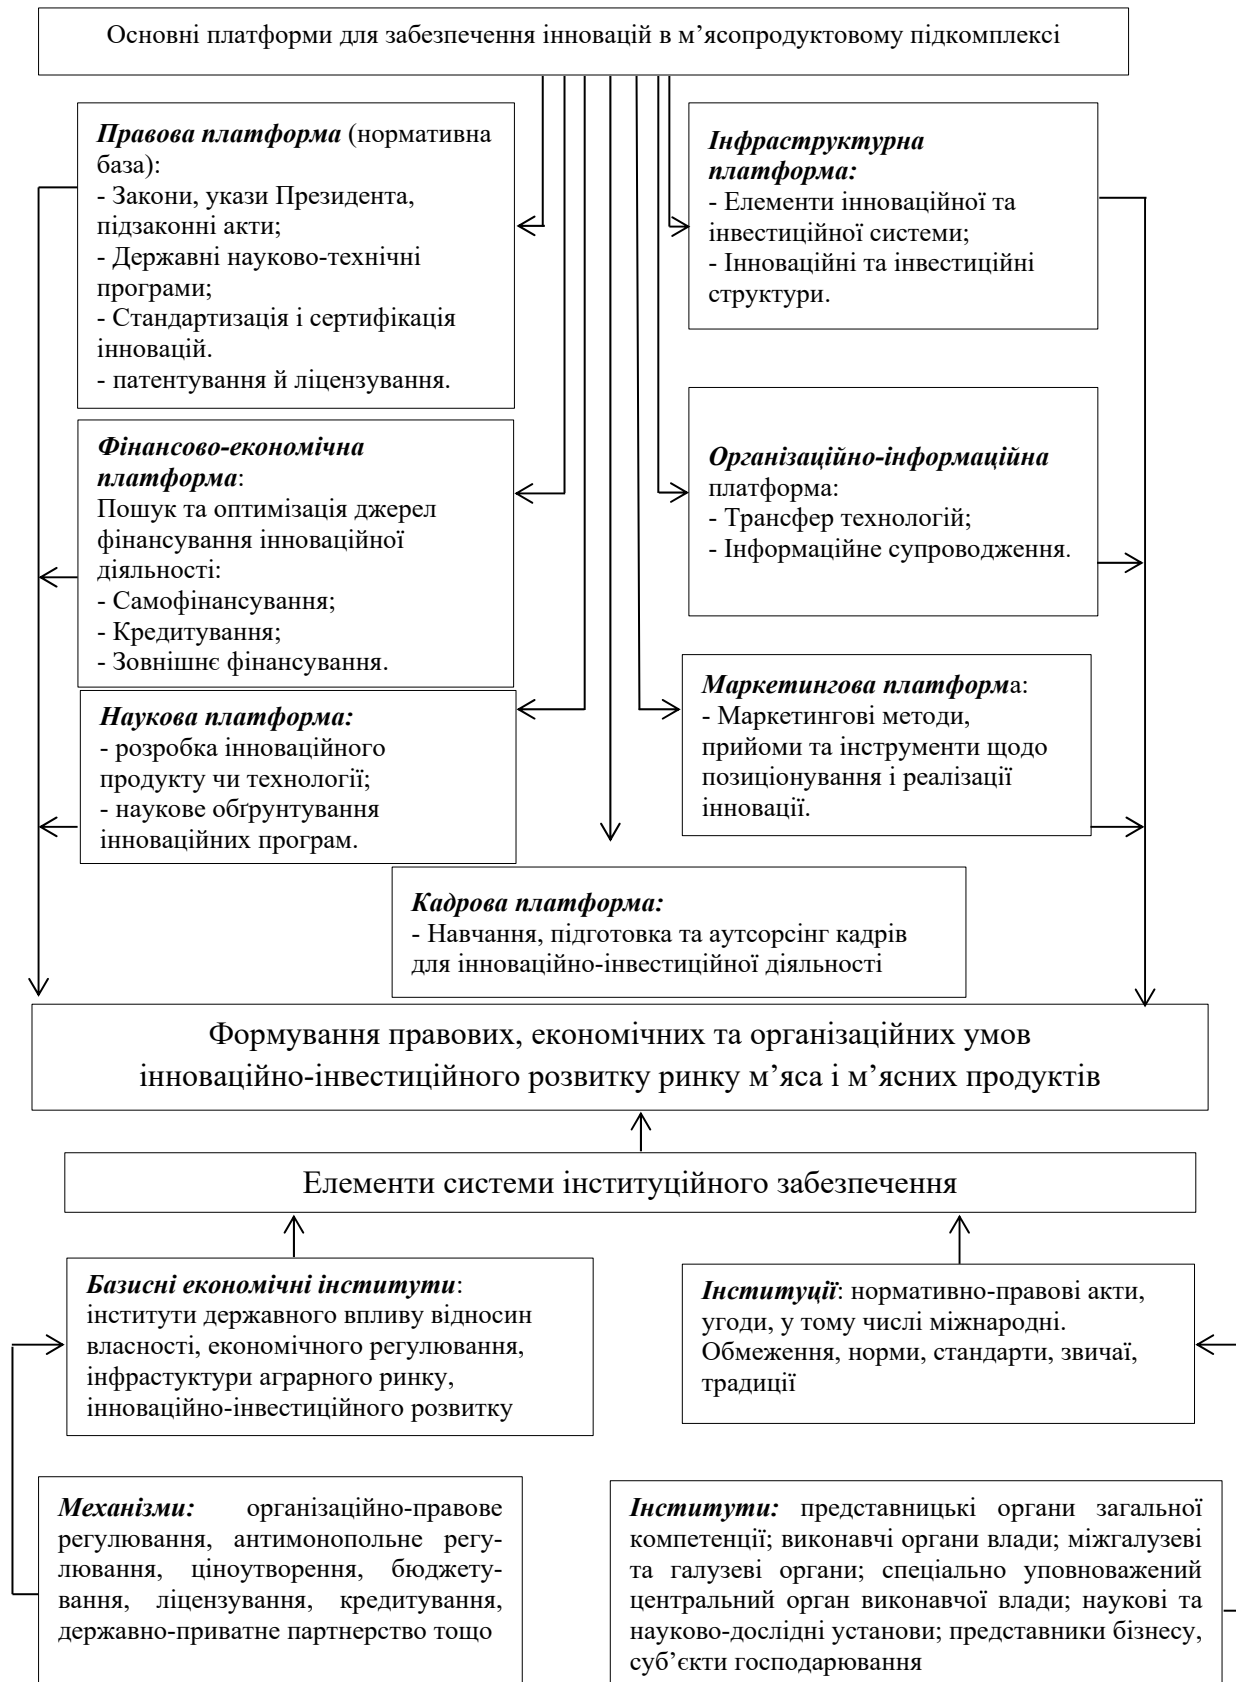 Основні платформи для забезпечення інновацій в м’ясопродуктовому підкомплексі
Правова платформа (нормативна
база):
- Закони, укази Президента,
підзаконні акти;
- Державні науково-технічні
програми;
- Стандартизація і сертифікація
інновацій.
- патентування й ліцензування.
Інфраструктурна
платформа:
- Елементи інноваційної та
інвестиційної системи;
- Інноваційні та інвестиційні
структури.
Фінансово-економічна
платформа:
Пошук та оптимізація джерел
фінансування інноваційної
діяльності:
- Самофінансування;
- Кредитування;
- Зовнішнє фінансування.
Організаційно-інформаційна
платформа:
- Трансфер технологій;
- Інформаційне супроводження.
Наукова платформа:
- розробка інноваційного
продукту чи технології;
- наукове обґрунтування
інноваційних програм.
Маркетингова платформа:
- Маркетингові методи,
прийоми та інструменти щодо
позиціонування і реалізації
інновації.
Кадрова платформа:
- Навчання, підготовка та аутсорсінг кадрів
для інноваційно-інвестиційної діяльності
Формування правових, економічних та організаційних умов
інноваційно-інвестиційного розвитку ринку м’яса і м’ясних продуктів
Елементи системи інституційного забезпечення
Базисні економічні інститути:
інститути державного впливу відносин
власності, економічного регулювання,
інфрастуктури аграрного ринку,
інноваційно-інвестиційного розвитку
Інституції: нормативно-правові акти,
угоди, у тому числі міжнародні.
Обмеження, норми, стандарти, звичаї,
традиції
Механізми: організаційно-правове
регулювання, антимонопольне регу-
лювання, ціноутворення, бюджету-
вання, ліцензування, кредитування,
державно-приватне партнерство тощо
Інститути: представницькі органи загальної
компетенції; виконавчі органи влади; міжгалузеві
та галузеві органи; спеціально уповноважений
центральний орган виконавчої влади; наукові та
науково-дослідні установи; представники бізнесу,
суб’єкти господарювання